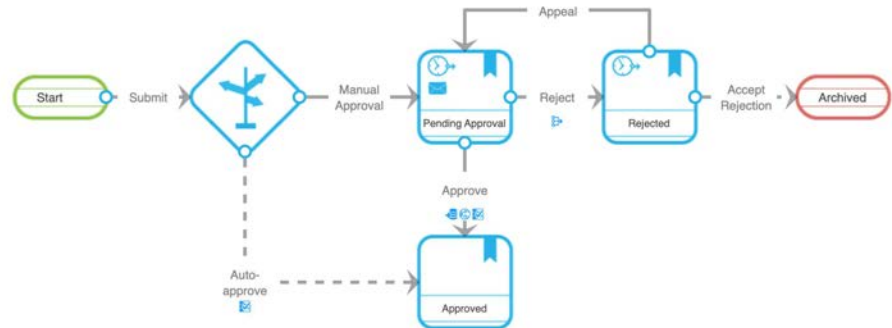 Appeal
Start
Submit
Manual
Approval
Pending Approval
Reject
Rejected
Accept
Rejection
Archived
Approve
Auto-
approve
Approved